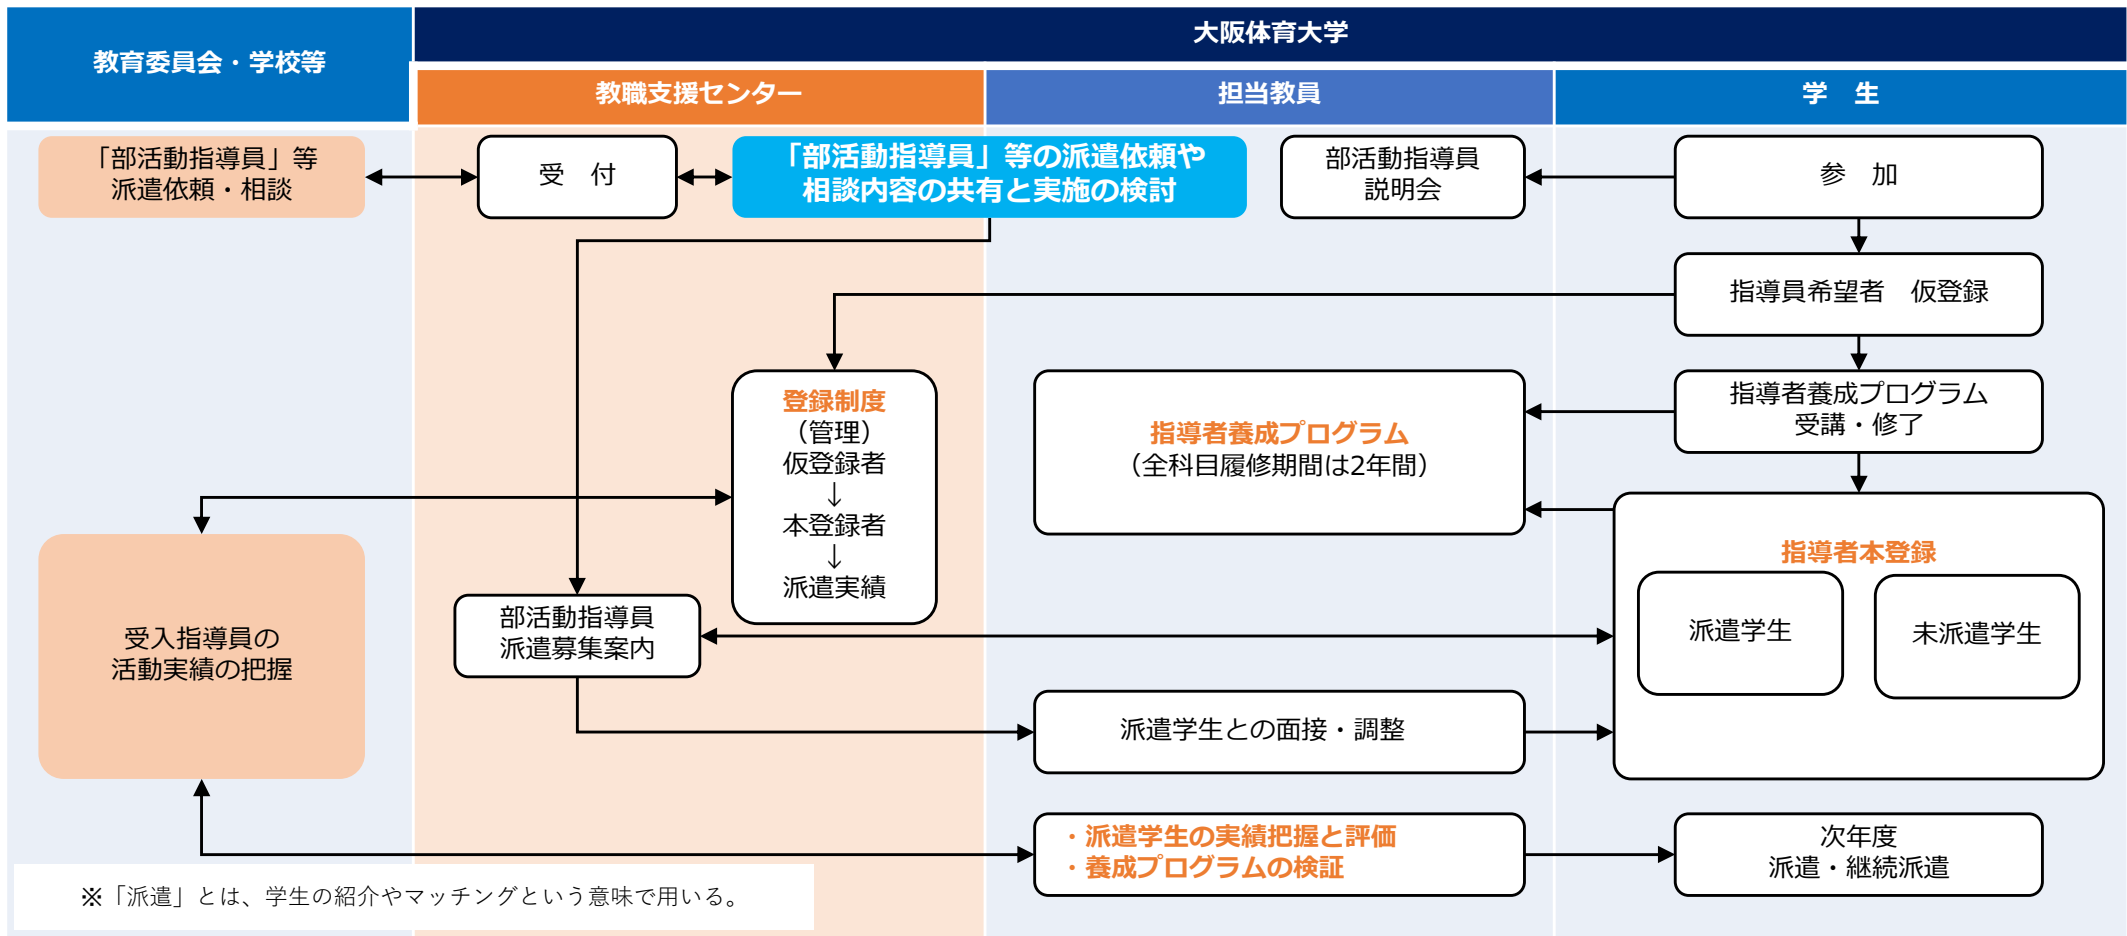 教育委員会・学校等
大阪体育大学
教職支援センター
担当教員
学　生
「部活動指導員」等
派遣依頼・相談
受　付
「部活動指導員」等の派遣依頼や
相談内容の共有と実施の検討
部活動指導員
説明会
参　加
指導員希望者　仮登録
登録制度
（管理）
仮登録者
↓
本登録者
↓
派遣実績
指導者養成プログラム
（全科目履修期間は2年間）
指導者養成プログラム
受講・修了
指導者本登録
派遣学生
未派遣学生
受入指導員の
活動実績の把握
部活動指導員
派遣募集案内
派遣学生との面接・調整
・派遣学生の実績把握と評価
・養成プログラムの検証
次年度
派遣・継続派遣
※「派遣」とは、学生の紹介やマッチングという意味で用いる。